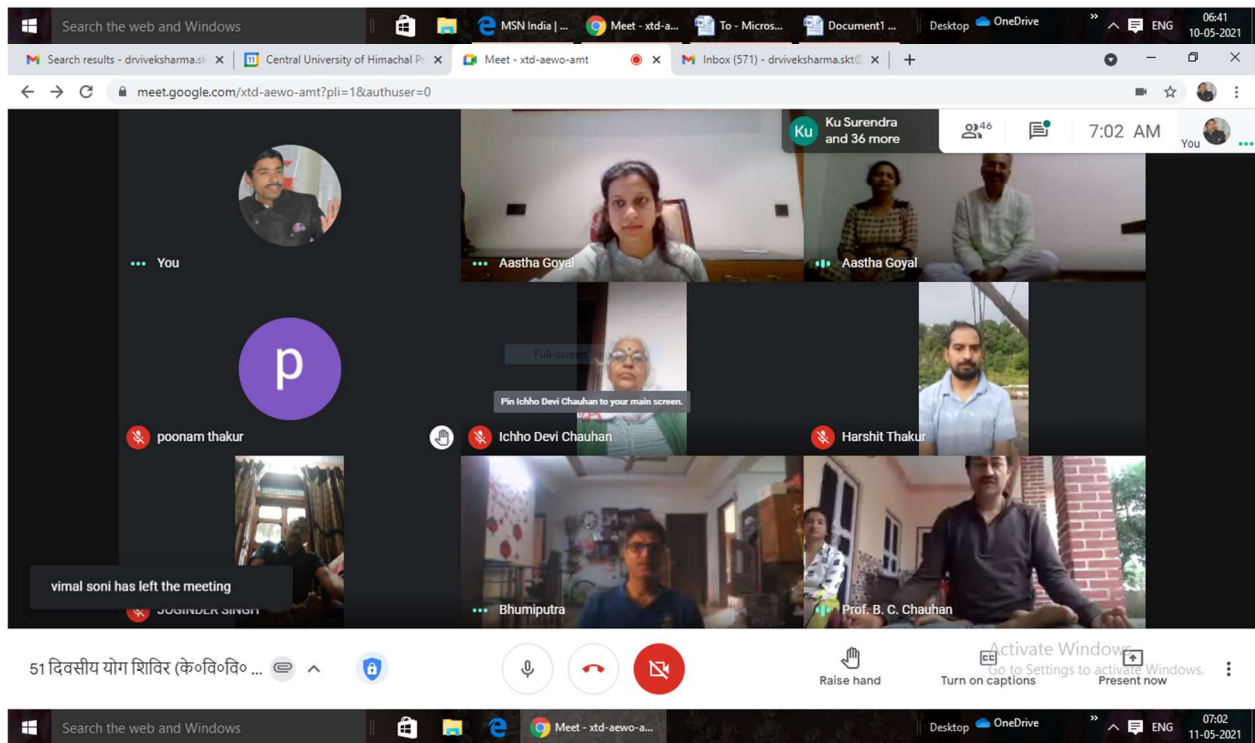 Search the web and Windows
MSN India | ...
Meet - xtd-a...
To - Micros...
Document1 ...
Desktop
OneDrive
»
ENG
06:41
10-05-2021
Search results - drviveksharma.sk
Central University of Himachal Pr
Meet - xtd-aewo-amt
Inbox (571) - drviveksharma.skt@
meet.google.com/xtd-aewo-amt?pli=1&authuser=0
Ku
Ku Surendra
and 36 more
46
7:02 AM
You
You
Aastha Goyal
Aastha Goyal
p
Full-screen
Pin Ichho Devi Chauhan to your main screen.
poonam thakur
Ichho Devi Chauhan
Harshit Thakur
vimal soni has left the meeting
JOGINDER SINGH
Bhumiputra
Prof. B. C. Chauhan
51 दिवसीय योग शिविर (के०वि०वि० ...
Raise hand
Turn on captions
Present now
Activate Windows
Go to Settings to activate Windows.
Search the web and Windows
Meet - xtd-aewo-a...
Desktop
OneDrive
»
ENG
07:02
11-05-2021